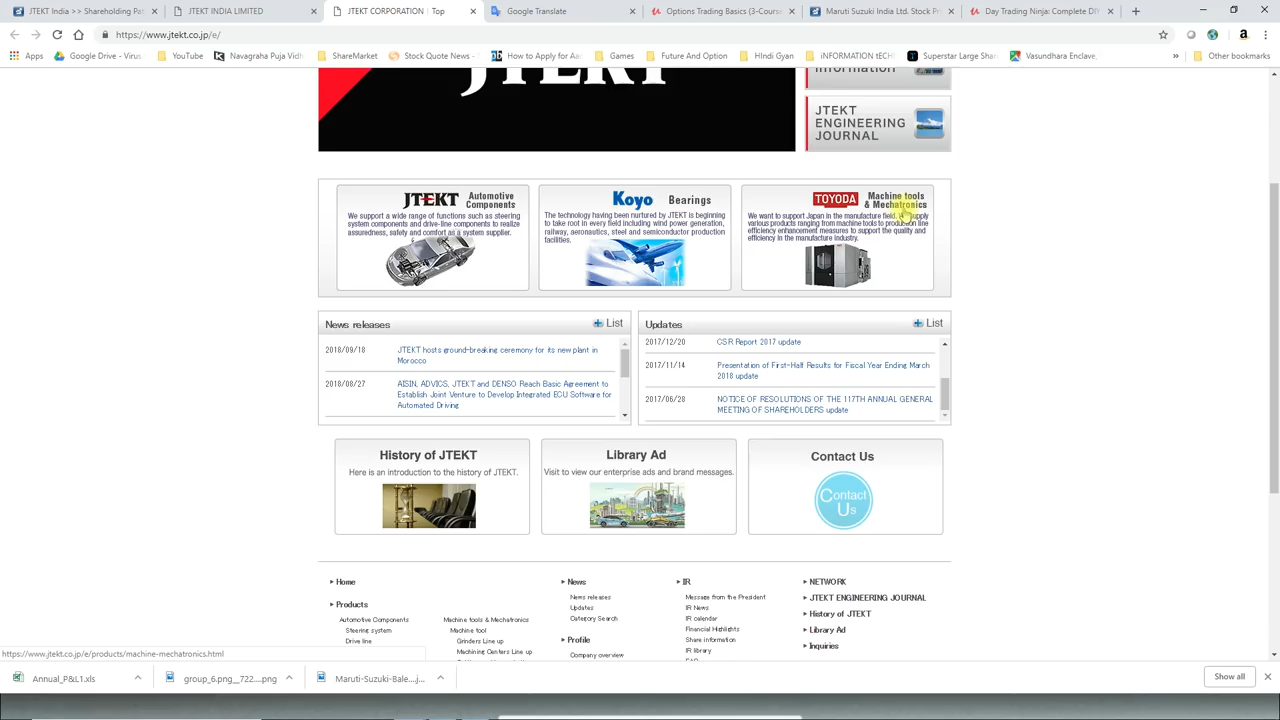 JTEKT India >> Shareholding Pat
JTEKT INDIA LIMITED
JTEKT CORPORATION | Top
Google Translate
Options Trading Basics (3-Course
Maruti Suzuki India Ltd. Stock Pri
Day Trading Ninja: Complete DIY
https://www.jtekt.co.jp/e/
Apps
Google Drive - Virus
YouTube
Navagraha Puja Vidh
ShareMarket
Stock Quote News - S
How to Apply for Aa
Games
Future And Option
HIndi Gyan
iNFORMATION tECH
Superstar Large Shar
Vasundhara Enclave,
»
Other bookmarks
JTEKT
Information
JTEKT
ENGINEERING
JOURNAL
JTEKT Automotive
Components
We support a wide range of functions such as steering
system components and drive-line components to realize
assuredness, safety and comfort as a system supplier.
Koyo Bearings
The technology having been nurtured by JTEKT is beginning
to take root in every field including wind power generation,
railway, aeronautics, steel and semiconductor production
facilities.
TOYODA Machine tools
& Mechatronics
We want to support Japan in the manufacture field. We supply
various products ranging from machine tools to production line
efficiency enhancement measures to support the quality and
efficiency in the manufacture industry.
News releases
List
2018/09/18
JTEKT hosts ground-breaking ceremony for its new plant in
Morocco
2018/08/27
AISIN, ADVICS, JTEKT and DENSO Reach Basic Agreement to
Establish Joint Venture to Develop Integrated ECU Software for
Automated Driving
Updates
List
2017/12/20
CSR Report 2017 update
2017/11/14
Presentation of First-Half Results for Fiscal Year Ending March
2018 update
2017/06/28
NOTICE OF RESOLUTIONS OF THE 117TH ANNUAL GENERAL
MEETING OF SHAREHOLDERS update
History of JTEKT
Here is an introduction to the history of JTEKT.
Library Ad
Visit to view our enterprise ads and brand messages.
Contact Us
Contact
Us
Home
Products
Automotive Components
Steering system
Drive line
Machine tools & Mechatronics
Machine tool
Grinders Line up
Machining Centers Line up
News
News releases
Updates
Category Search
Profile
Company overview
IR
Message from the President
IR News
IR calendar
Financial Highlights
Share information
IR library
FAQ
NETWORK
JTEKT ENGINEERING JOURNAL
History of JTEKT
Library Ad
Inquiries
https://www.jtekt.co.jp/e/products/machine-mechatronics.html
Annual_P&L1.xls
group_6.png__722....png
Maruti-Suzuki-Bale....j...
Show all